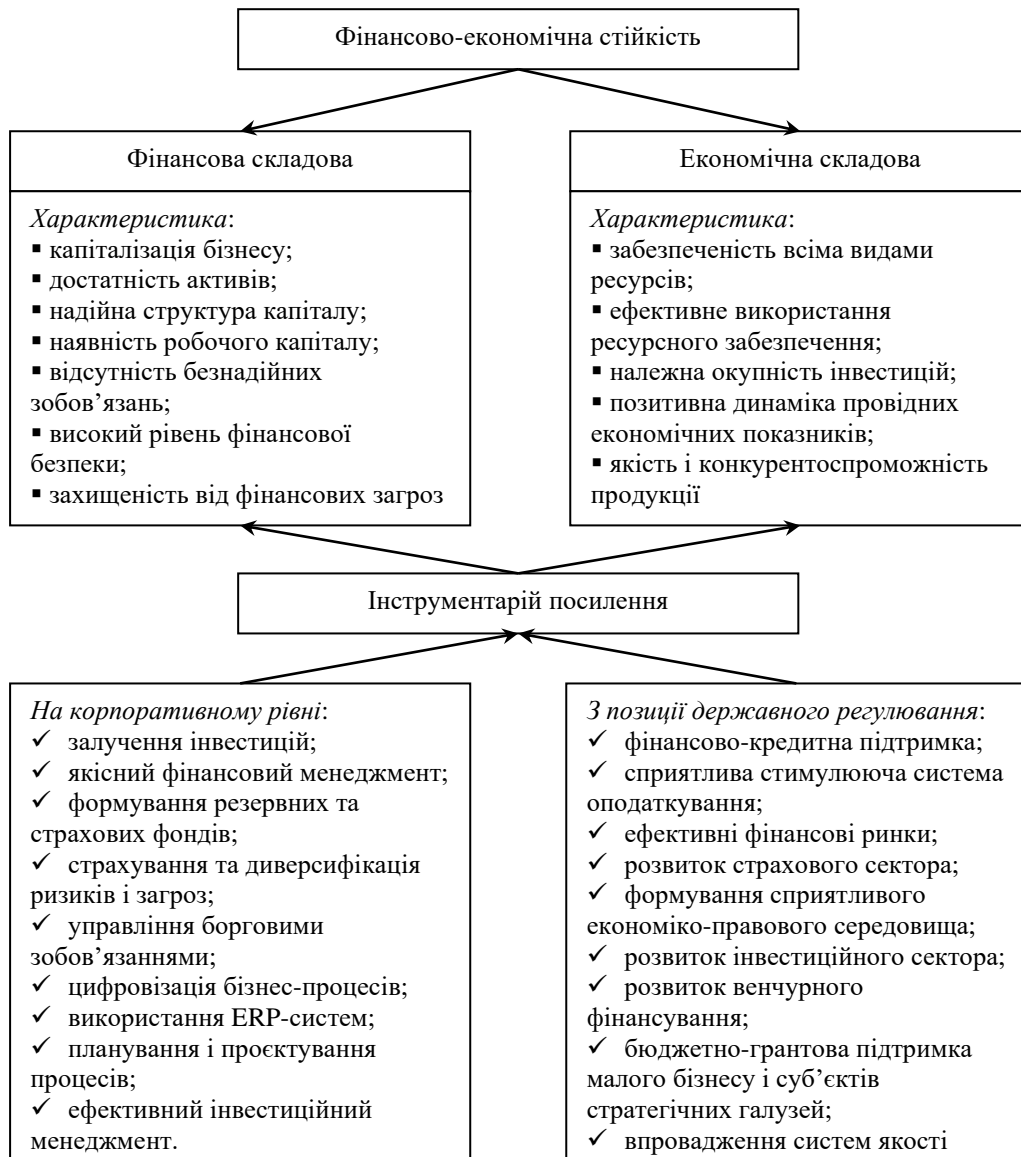 Фінансово-економічна стійкість
Фінансова складова
Характеристика:
▪ капіталізація бізнесу;
▪ достатність активів;
▪ надійна структура капіталу;
▪ наявність робочого капіталу;
▪ відсутність безнадійних
зобов’язань;
▪ високий рівень фінансової
безпеки;
▪ захищеність від фінансових загроз
Економічна складова
Характеристика:
▪ забезпеченість всіма видами
ресурсів;
▪ ефективне використання
ресурсного забезпечення;
▪ належна окупність інвестицій;
▪ позитивна динаміка провідних
економічних показників;
▪ якість і конкурентоспроможність
продукції
Інструментарій посилення
На корпоративному рівні:
✓ залучення інвестицій;
✓ якісний фінансовий менеджмент;
✓ формування резервних та
страхових фондів;
✓ страхування та диверсифікація
ризиків і загроз;
✓ управління борговими
зобов’язаннями;
✓ цифровізація бізнес-процесів;
✓ використання ERP-систем;
✓ планування і проєктування
процесів;
✓ ефективний інвестиційний
менеджмент.
З позиції державного регулювання:
✓ фінансово-кредитна підтримка;
✓ сприятлива стимулююча система
оподаткування;
✓ ефективні фінансові ринки;
✓ розвиток страхового сектора;
✓ формування сприятливого
економіко-правового середовища;
✓ розвиток інвестиційного сектора;
✓ розвиток венчурного
фінансування;
✓ бюджетно-грантова підтримка
малого бізнесу і суб’єктів
стратегічних галузей;
✓ впровадження систем якості